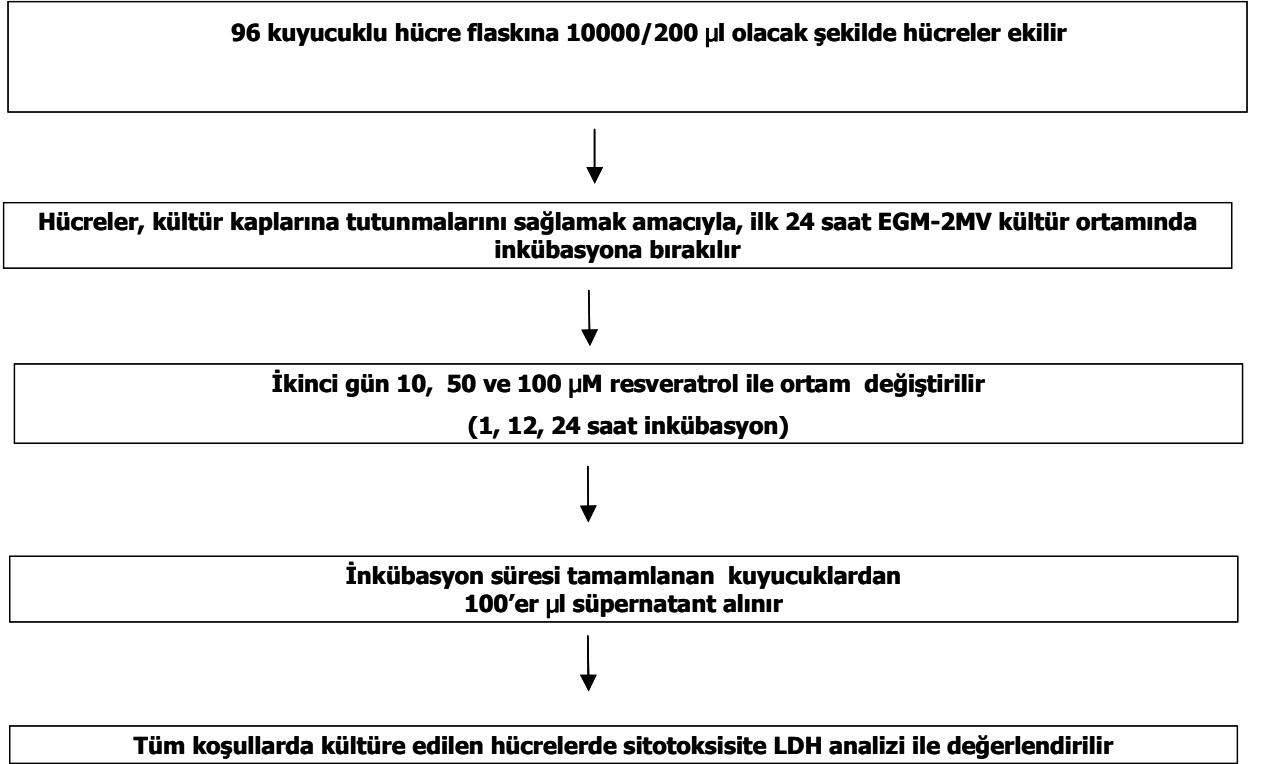 96 kuyucuklu hücre flaskına 10000/200 μl olacak şekilde hücreler ekilir
Hücreler, kültür kaplarına tutunmalarını sağlamak amacıyla, ilk 24 saat EGM-2MV kültür ortamında
inkübasyona bırakılır
İkinci gün 10, 50 ve 100 μM resveratrol ile ortam değiştirilir
(1, 12, 24 saat inkübasyon)
İnkübasyon süresi tamamlanan kuyucuklardan
100’er μl süpernatant alınır
Tüm koşullarda kültüre edilen hücrelerde sitotoksisite LDH analizi ile değerlendirilir